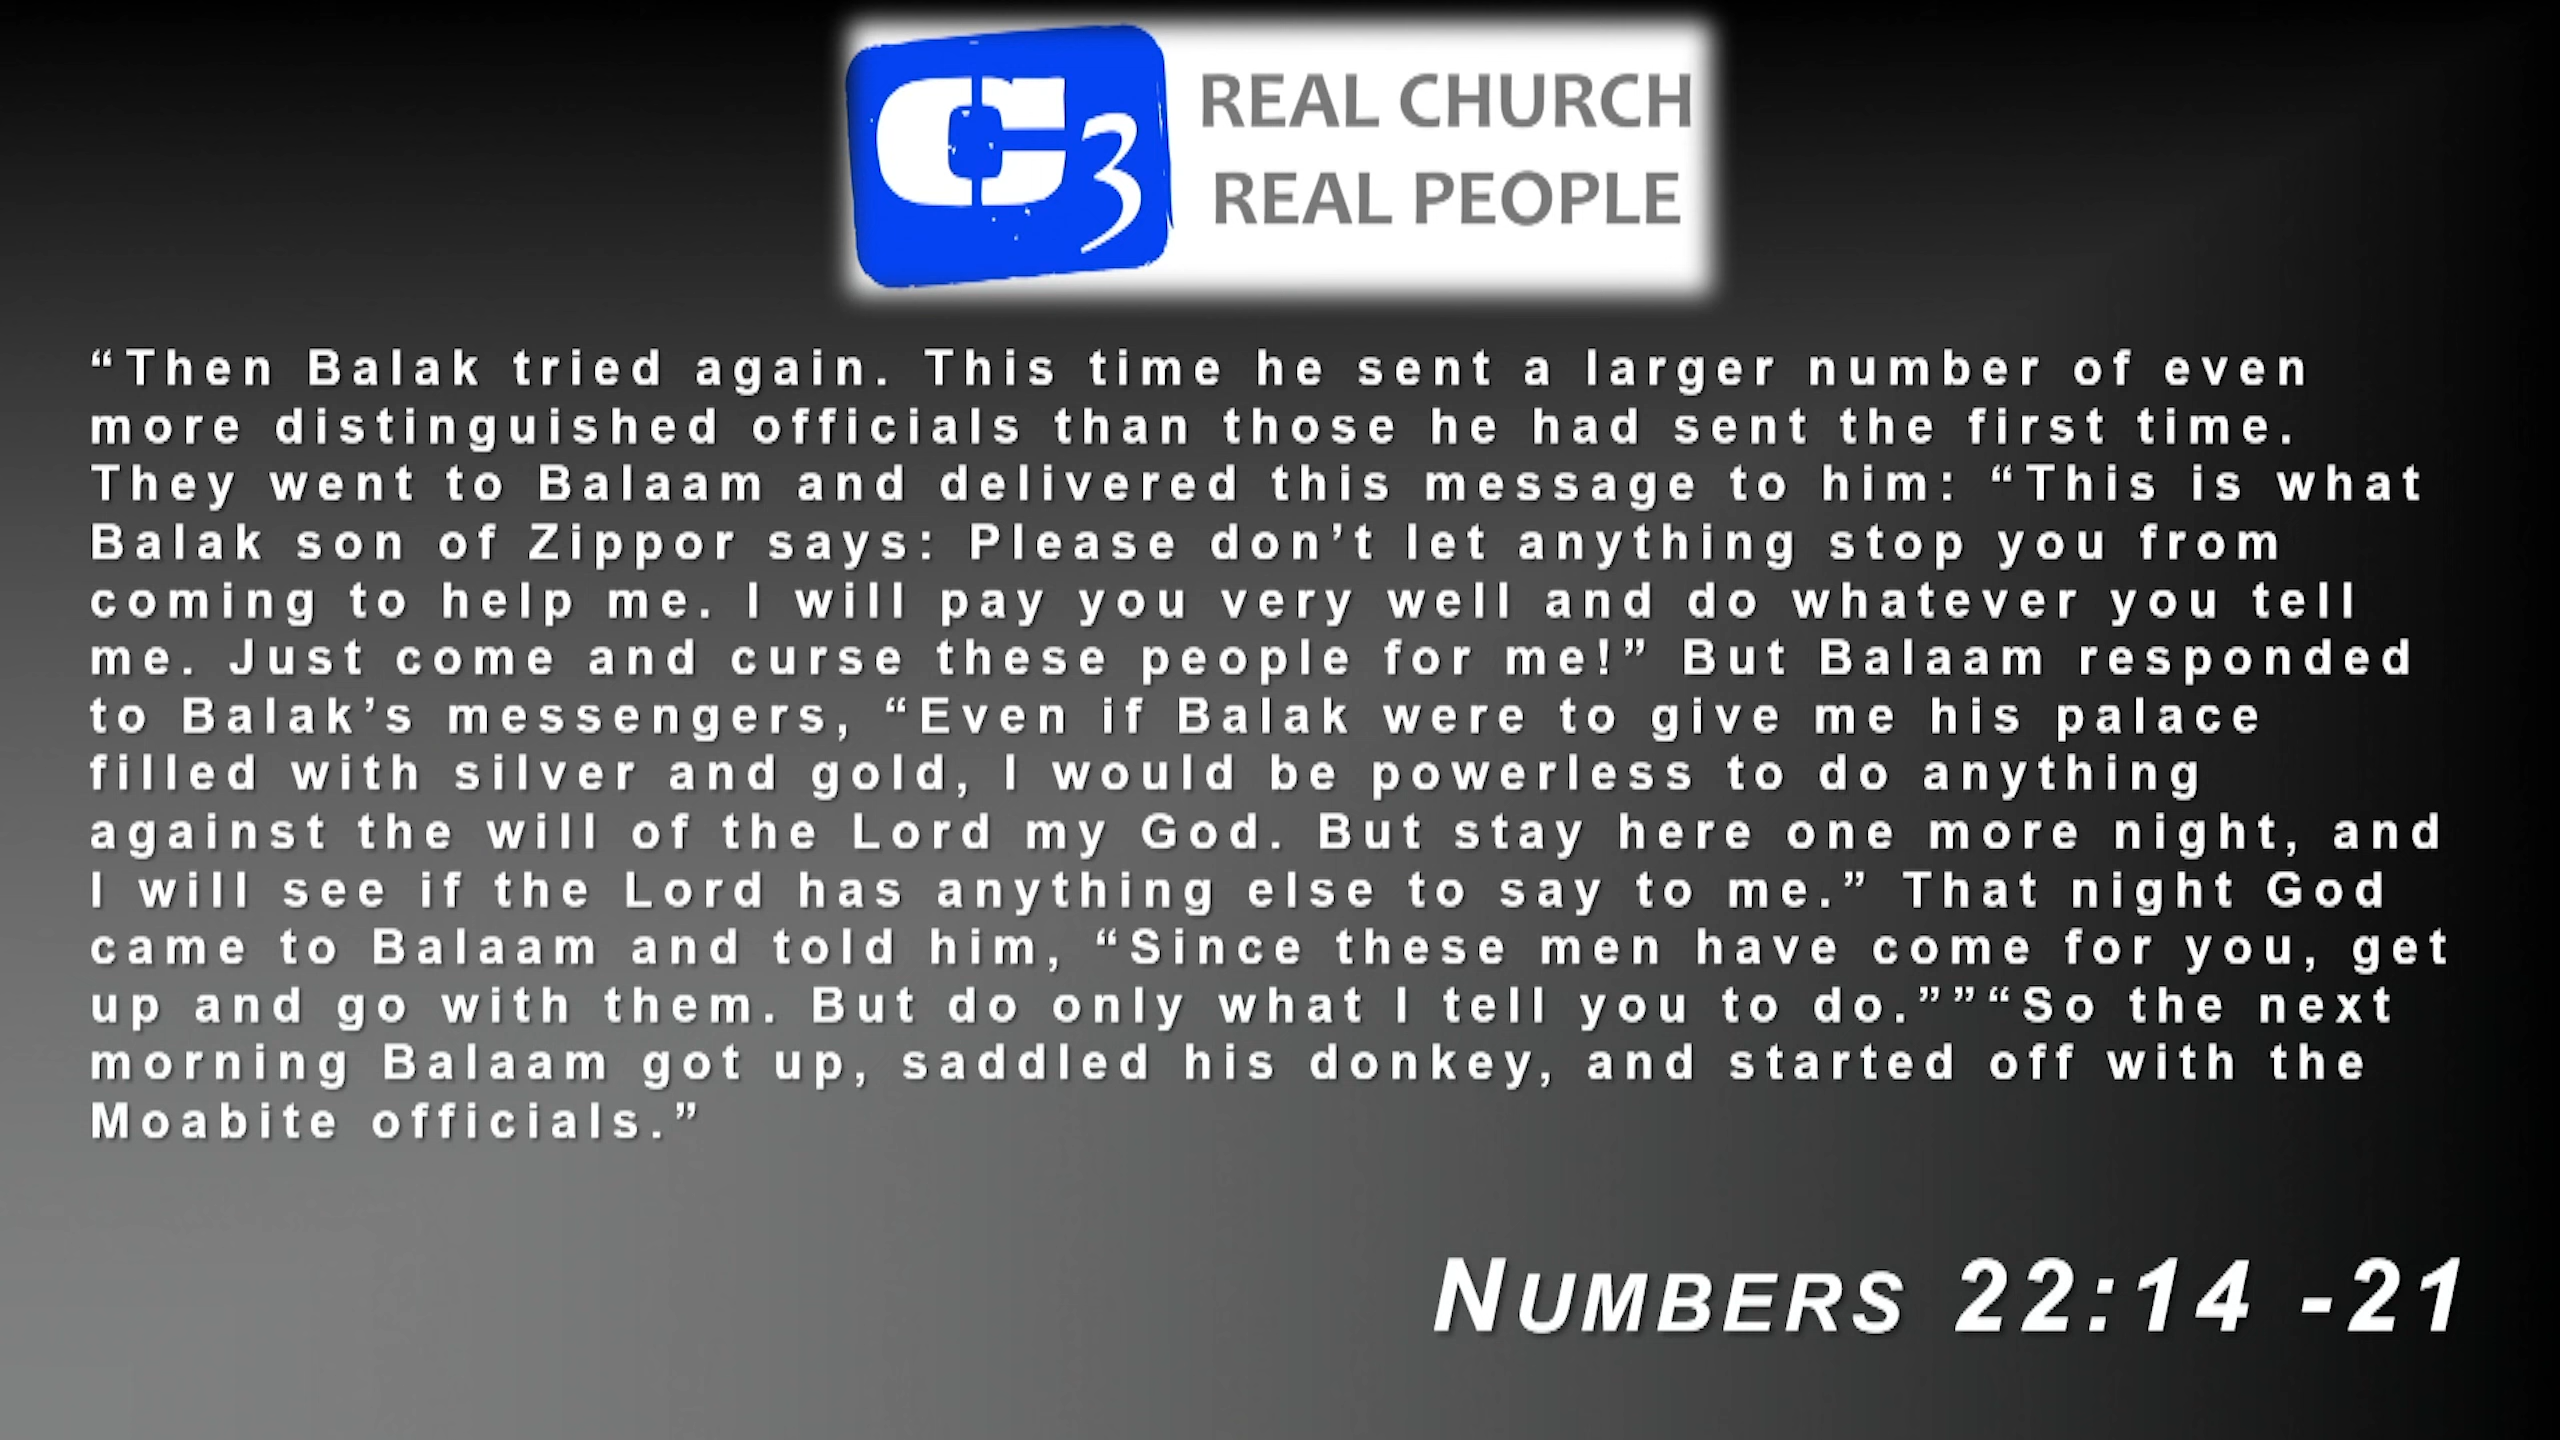 C3
REAL CHURCH
REAL PEOPLE
“Then Balak tried again. This time he sent a larger number of even
more distinguished officials than those he had sent the first time.
They went to Balaam and delivered this message to him: “This is what
Balak son of Zippor says: Please don’t let anything stop you from
coming to help me. I will pay you very well and do whatever you tell
me. Just come and curse these people for me!” But Balaam responded
to Balak’s messengers, “Even if Balak were to give me his palace
filled with silver and gold, I would be powerless to do anything
against the will of the Lord my God. But stay here one more night, and
I will see if the Lord has anything else to say to me.” That night God
came to Balaam and told him, “Since these men have come for you, get
up and go with them. But do only what I tell you to do.””“So the next
morning Balaam got up, saddled his donkey, and started off with the
Moabite officials.”
NUMBERS 22:14 -21